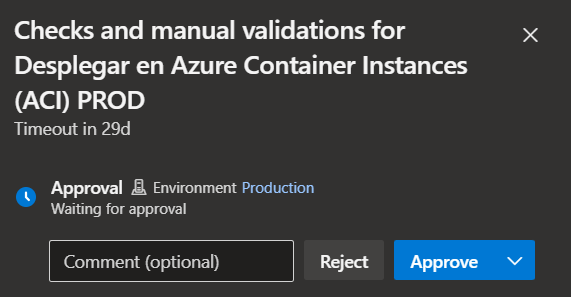 Checks and manual validations for
Desplegar en Azure Container Instances
(ACI) PROD
Timeout in 29d
Approval Environment Production
Waiting for approval
Comment (optional) Reject Approve